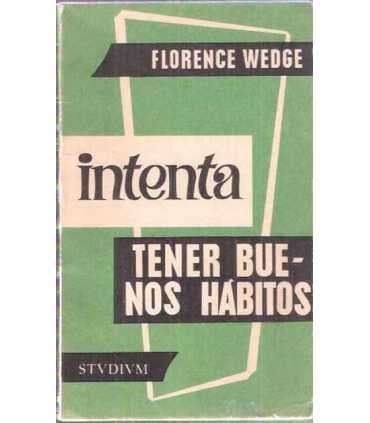 FLORENCE WEDGE
intenta
TENER BUE-
NOS HÁBITOS
STVDIVM